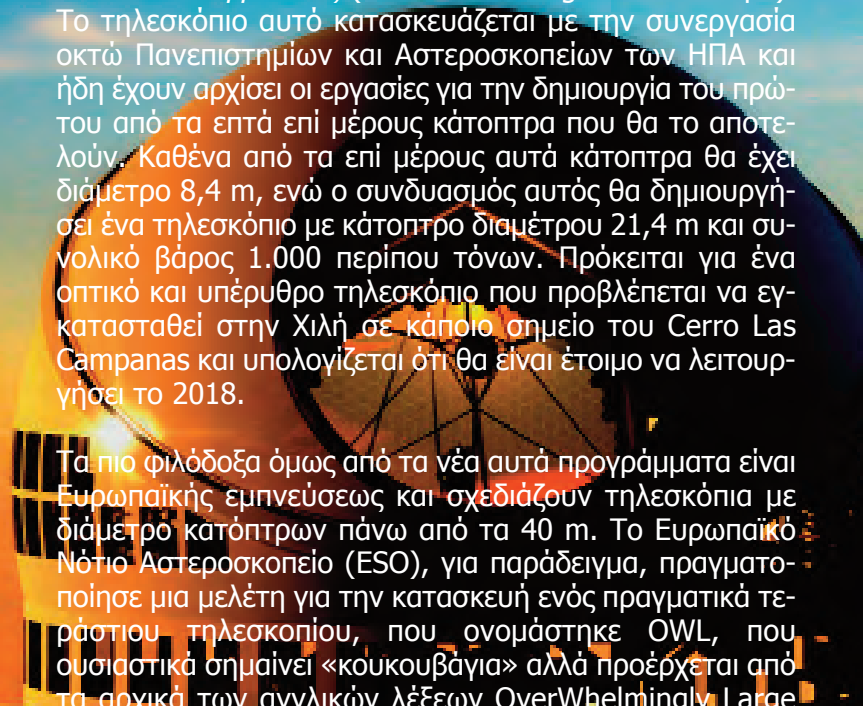 Το τηλεσκόπιο αυτό κατασκευάζεται με την συνεργασία
οκτώ Πανεπιστημίων και Αστεροσκοπείων των ΗΠΑ και
ήδη έχουν αρχίσει οι εργασίες για την δημιουργία του πρώ-
του από τα επτά επί μέρους κάτοπτρα που θα το αποτε-
λούν. Καθένα από τα επί μέρους αυτά κάτοπτρα θα έχει
διάμετρο 8,4 m, ενώ ο συνδυασμός αυτός θα δημιουργή-
σει ένα τηλεσκόπιο με κάτοπτρο διαμέτρου 21,4 m και συ-
νολικό βάρος 1.000 περίπου τόνων. Πρόκειται για ένα
οπτικό και υπέρυθρο τηλεσκόπιο που προβλέπεται να εγ-
κατασταθεί στην Χιλή σε κάποιο σημείο του Cerro Las
Campanas και υπολογίζεται ότι θα είναι έτοιμο να λειτουρ-
γήσει το 2018.
Τα πιο φιλόδοξα όμως από τα νέα αυτά προγράμματα είναι
Ευρωπαϊκής εμπνεύσεως και σχεδιάζουν τηλεσκόπια με
διάμετρο κατόπτρων πάνω από τα 40 m. Το Ευρωπαϊκό
Νότιο Αστεροσκοπείο (ESO), για παράδειγμα, πραγματο-
ποίησε μια μελέτη για την κατασκευή ενός πραγματικά τε-
ράστιου τηλεσκοπίου, που ονομάστηκε OWL, που
ουσιαστικά σημαίνει «κουκουβάγια» αλλά προέρχεται από
τα αρχικά των αγγλικών λέξεων OverWhelmingly Large